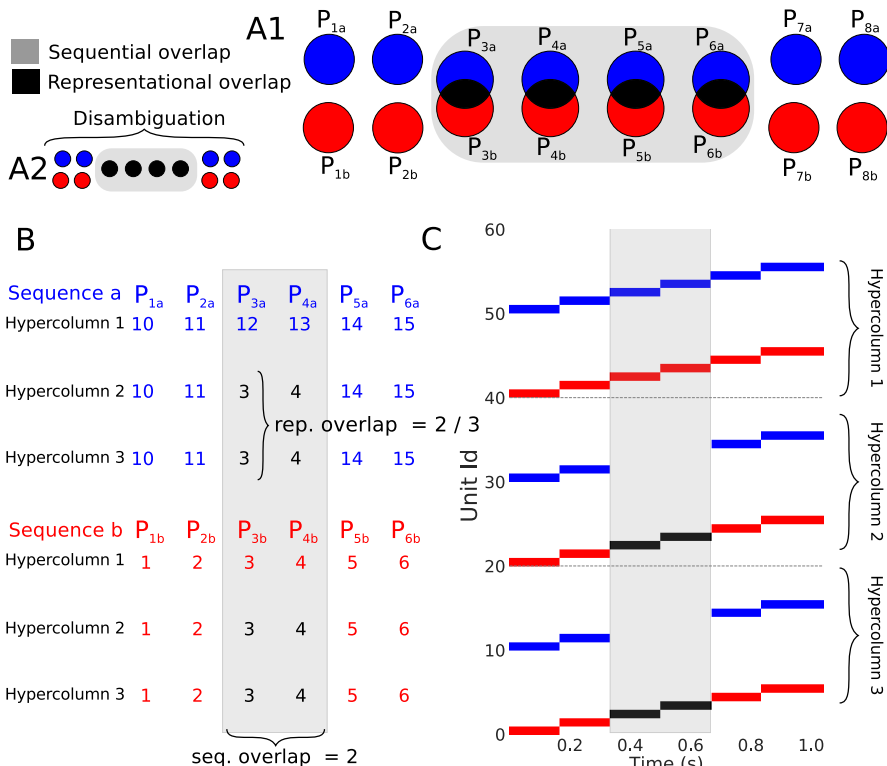 A1
P1a P2a P3a P4a P5a P6a P7a P8a
Sequential overlap
Representational overlap
P1b P2b P3b P4b P5b P6b P7b P8b
Disambiguation
A2
B
Sequence a P1a P2a P3a P4a P5a P6a
Hypercolumn 1 10 11 12 13 14 15
Hypercolumn 2 10 11 3 4 14 15
rep. overlap = 2 / 3
Hypercolumn 3 10 11 3 4 14 15
Sequence b P1b P2b P3b P4b P5b P6b
Hypercolumn 1 1 2 3 4 5 6
Hypercolumn 2 1 2 3 4 5 6
Hypercolumn 3 1 2 3 4 5 6
seq. overlap = 2
C
60
50
40
30
20
10
0
Unit Id
0.2 0.4 0.6 0.8 1.0
Time (s)
Hypercolumn 1
Hypercolumn 2
Hypercolumn 3